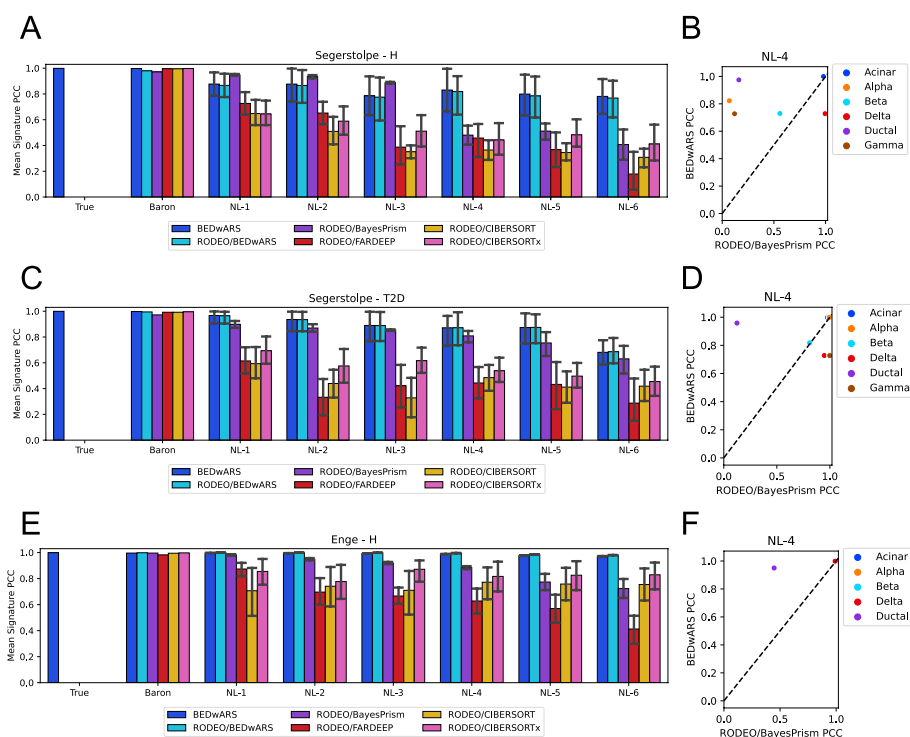 A
Segerstolpe - H
Mean Signature PCC
1.0
0.8
0.6
0.4
0.2
0.0
True
Baron
NL-1
NL-2
NL-3
NL-4
NL-5
NL-6
BEDwARS
RODEO/BayesPrism
RODEO/CIBERSORT
RODEO/BEDwARS
RODEO/FARDEEP
RODEO/CIBERSORTx
B
NL-4
BEDwARS PCC
1.0
0.8
0.6
0.4
0.2
0.0
0.0
0.5
1.0
RODEO/BayesPrism PCC
Acinar
Alpha
Beta
Delta
Ductal
Gamma
C
Segerstolpe - T2D
Mean Signature PCC
1.0
0.8
0.6
0.4
0.2
0.0
True
Baron
NL-1
NL-2
NL-3
NL-4
NL-5
NL-6
BEDwARS
RODEO/BayesPrism
RODEO/CIBERSORT
RODEO/BEDwARS
RODEO/FARDEEP
RODEO/CIBERSORTx
D
NL-4
BEDwARS PCC
1.0
0.8
0.6
0.4
0.2
0.0
0.0
0.5
1.0
RODEO/BayesPrism PCC
Acinar
Alpha
Beta
Delta
Ductal
Gamma
E
Enge - H
Mean Signature PCC
1.0
0.8
0.6
0.4
0.2
0.0
True
Baron
NL-1
NL-2
NL-3
NL-4
NL-5
NL-6
BEDwARS
RODEO/BayesPrism
RODEO/CIBERSORT
RODEO/BEDwARS
RODEO/FARDEEP
RODEO/CIBERSORTx
F
NL-4
BEDwARS PCC
1.0
0.8
0.6
0.4
0.2
0.0
0.0
0.5
1.0
RODEO/BayesPrism PCC
Acinar
Alpha
Beta
Delta
Ductal